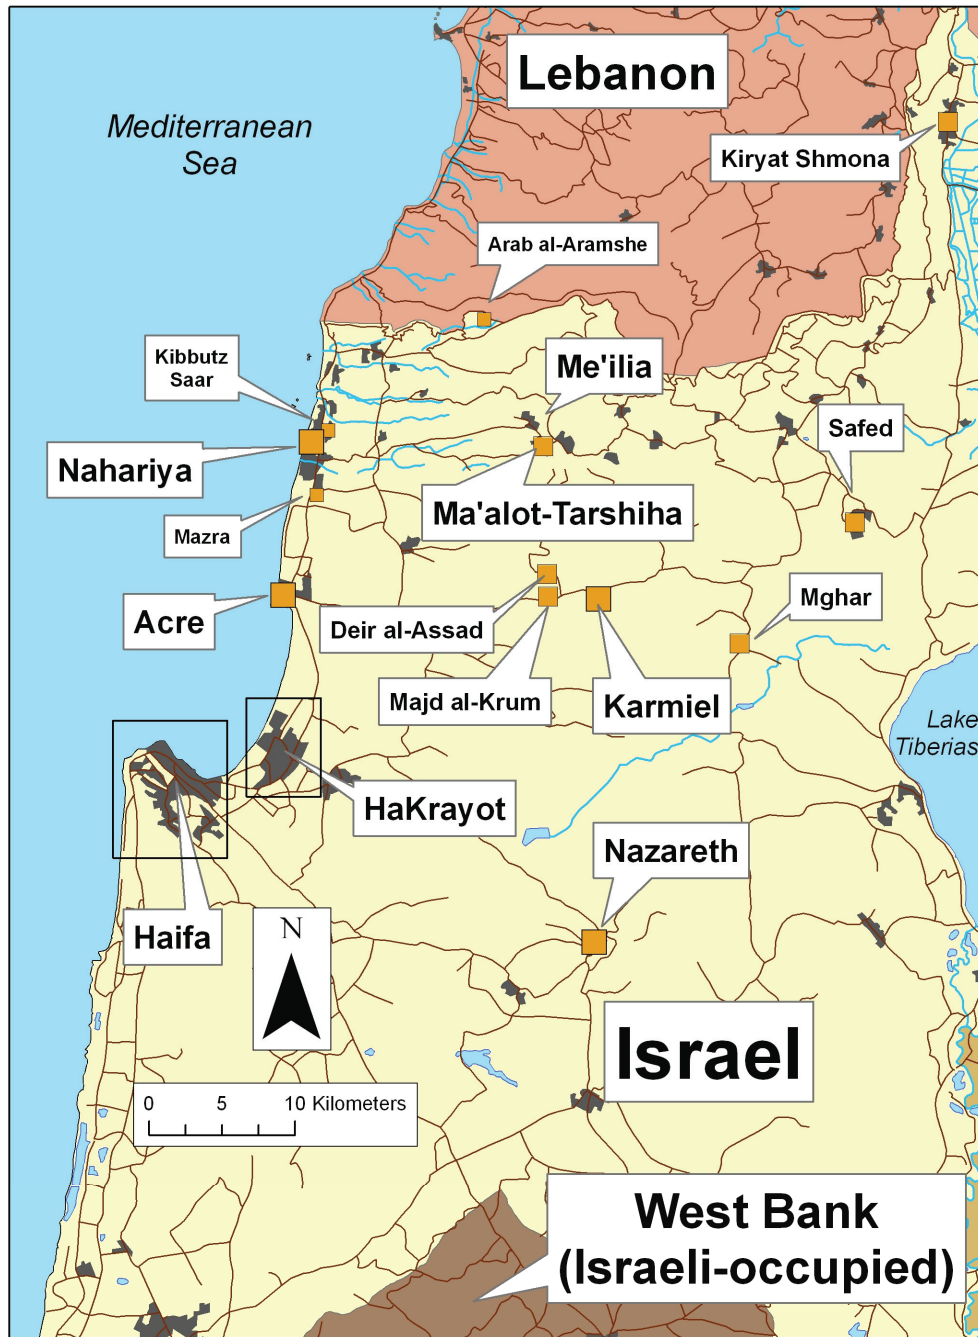 Lebanon
Mediterranean
Sea
Kiryat Shmona
Arab al-Aramshe
Kibbutz
Saar
Me'ilia
Safed
Nahariya
Ma'alot-Tarshiha
Mazra
Mghar
Acre
Deir al-Assad
Majd al-Krum
Karmiel
Lake
Tiberias
HaKrayot
Nazareth
Haifa
N
Israel
0 5 10 Kilometers
West Bank
(Israeli-occupied)